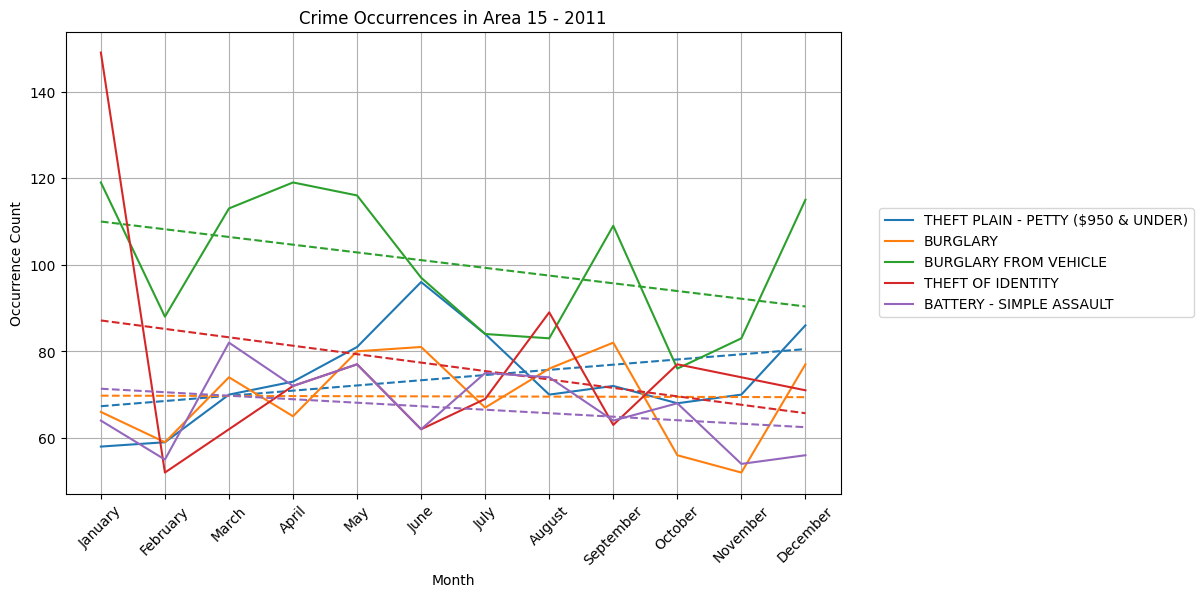 Crime Occurrences in Area 15 - 2011
Occurrence Count
140
120
100
80
60
January
February
March
April
May
June
July
August
September
October
November
December
Month
THEFT PLAIN - PETTY ($950 & UNDER)
BURGLARY
BURGLARY FROM VEHICLE
THEFT OF IDENTITY
BATTERY - SIMPLE ASSAULT